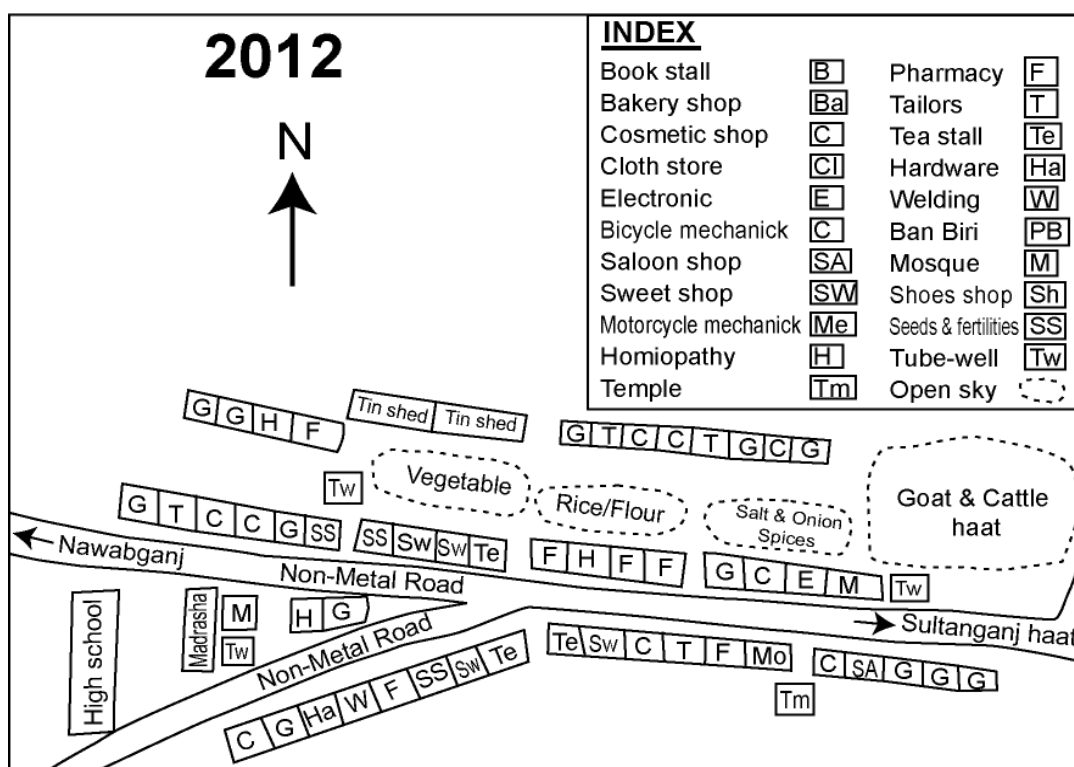 2012
N
INDEX
Book stall B Pharmacy F
Bakery shop Ba Tailors T
Cosmetic shop C Tea stall Te
Cloth store Cl Hardware Ha
Electronic E Welding W
Bicycle mechanick C Ban Biri PB
Saloon shop SA Mosque M
Sweet shop SW Shoes shop Sh
Motorcycle mechanick Me Seeds & fertilities SS
Homiopathy H Tube-well Tw
Temple Tm Open sky
G G H F
Tin shed Tin shed
G T C C T G C G
Tw
Vegetable
Rice/Flour
Salt & Onion
Spices
Goat & Cattle
haat
G T C C G SS
SS Sw Sw Te
F H F F
G C E M
Tw
Nawabganj
Non-Metal Road
Sultanganj haat
High school
Madrasha
M
Tw
H G
Non-Metal Road
C G Ha W F SS Sw Te
Te Sw C T F Mo
C SA G G G
Tm